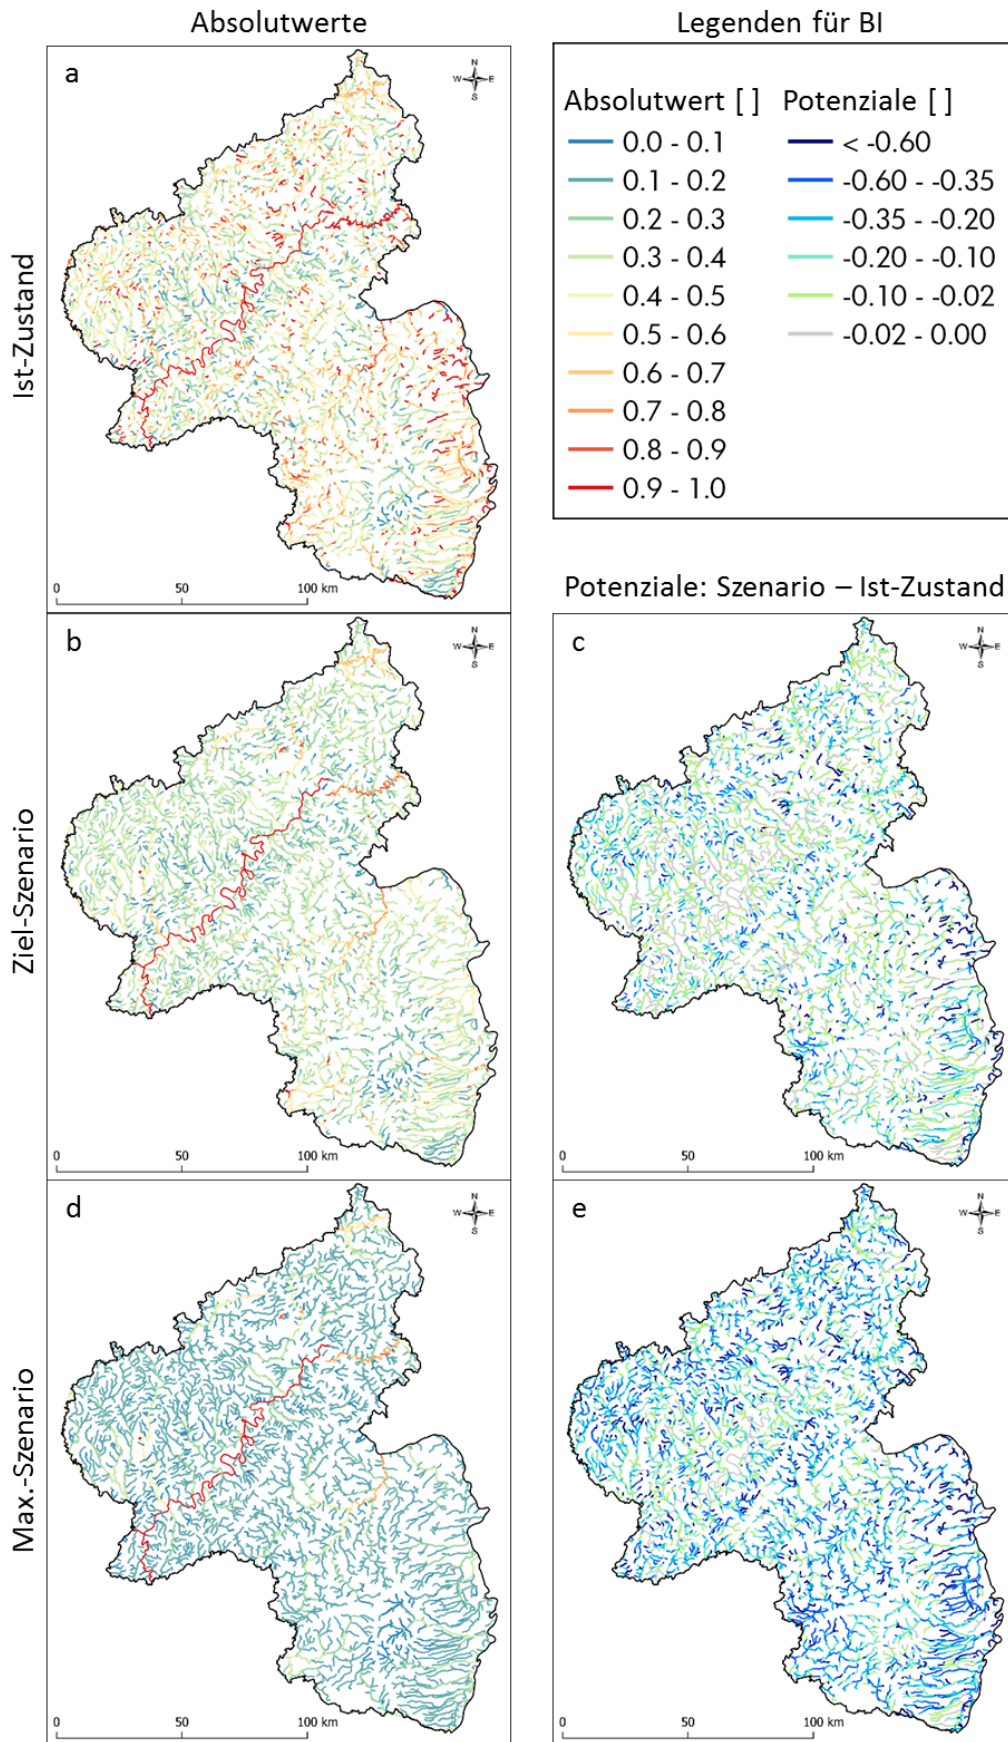 Absolutwerte
Legenden für BI
Ist-Zustand
a
N
W E
S
0 50 100 km
Absolutwert [ ] Potenziale [ ]
0.0 - 0.1 < -0.60
0.1 - 0.2 -0.60 - -0.35
0.2 - 0.3 -0.35 - -0.20
0.3 - 0.4 -0.20 - -0.10
0.4 - 0.5 -0.10 - -0.02
0.5 - 0.6 -0.02 - 0.00
0.6 - 0.7
0.7 - 0.8
0.8 - 0.9
0.9 - 1.0
Potenziale: Szenario – Ist-Zustand
Ziel-Szenario
b
N
W E
S
0 50 100 km
c
N
W E
S
0 50 100 km
Max.-Szenario
d
N
W E
S
0 50 100 km
e
N
W E
S
0 50 100 km